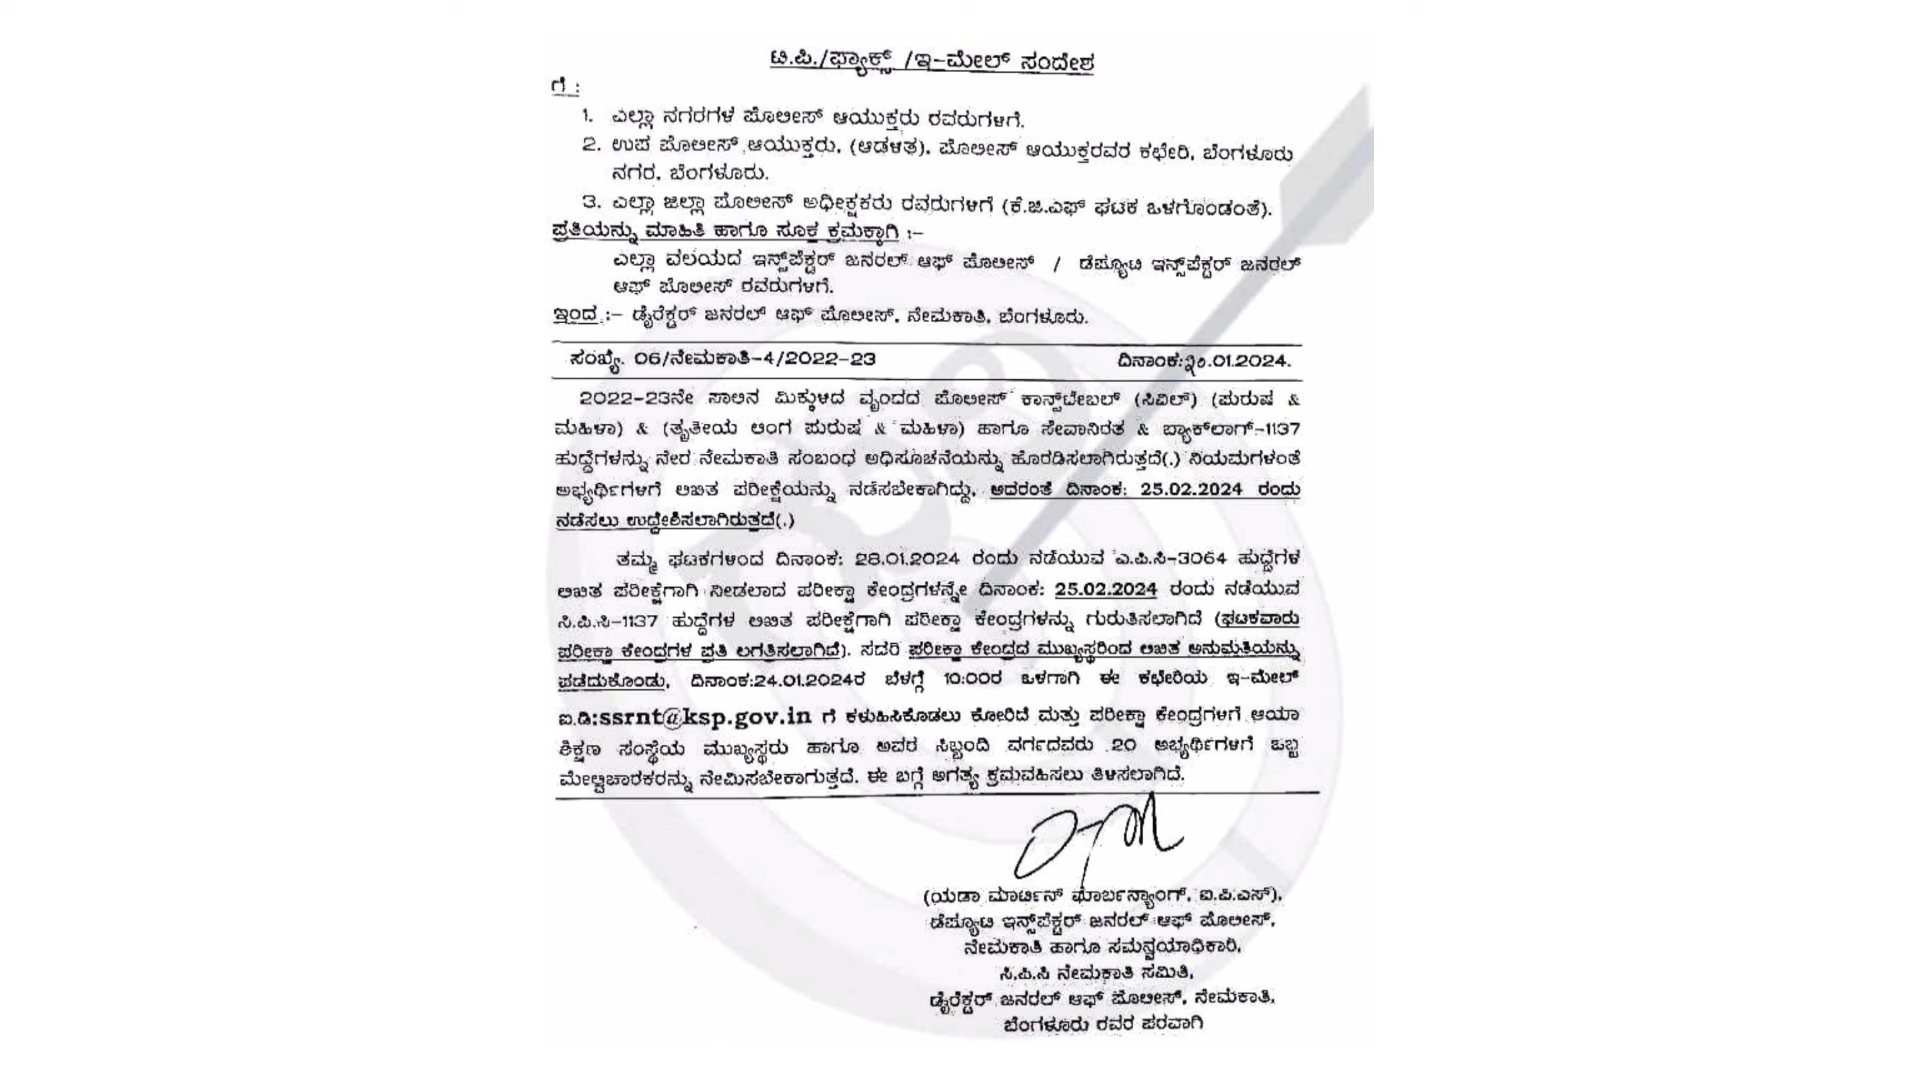 ಟಿ.ಪಿ./ಫ್ಯಾಕ್ಸ್ /ಇ-ಮೇಲ್ ಸಂದೇಶ
ಗೆ :
1. ಎಲ್ಲಾ ನಗರಗಳ ಪೊಲೀಸ್ ಆಯುಕ್ತರು ರವರುಗಳಿಗೆ.
2. ಉಪ ಪೊಲೀಸ್ ಆಯುಕ್ತರು, (ಆಡಳಿತ), ಪೊಲೀಸ್ ಆಯುಕ್ತರವರ ಕಛೇರಿ, ಬೆಂಗಳೂರು
ನಗರ, ಬೆಂಗಳೂರು.
3. ಎಲ್ಲಾ ಜಿಲ್ಲಾ ಪೊಲೀಸ್ ಅಧೀಕ್ಷಕರು ರವರುಗಳಿಗೆ (ಕೆ.ಜಿ.ಎಫ್ ಘಟಕ ಒಳಗೊಂಡಂತೆ).
ಪ್ರತಿಯನ್ನು ಮಾಹಿತಿ ಹಾಗೂ ಸೂಕ್ತ ಕ್ರಮಕ್ಕಾಗಿ :-
ಎಲ್ಲಾ ವಲಯದ ಇನ್ಸ್‌ಪೆಕ್ಟರ್ ಜನರಲ್ ಆಫ್ ಪೊಲೀಸ್ / ಡೆಪ್ಯೂಟಿ ಇನ್ಸ್‌ಪೆಕ್ಟರ್ ಜನರಲ್
ಆಫ್ ಪೊಲೀಸ್ ರವರುಗಳಿಗೆ.
ಇಂದ :- ಡೈರೆಕ್ಟರ್ ಜನರಲ್ ಆಫ್ ಪೊಲೀಸ್, ನೇಮಕಾತಿ, ಬೆಂಗಳೂರು.
ಸಂಖ್ಯೆ. 06/ನೇಮಕಾತಿ-4/2022-23 ದಿನಾಂಕ:೩೦.01.2024.
2022-23ನೇ ಸಾಲಿನ ಮಿಕ್ಕುಳಿದ ವೃಂದದ ಪೊಲೀಸ್ ಕಾನ್ಸ್‌ಟೇಬಲ್ (ಸಿವಿಲ್) (ಪುರುಷ &
ಮಹಿಳಾ) & (ತೃತೀಯ ಲಿಂಗ ಪುರುಷ & ಮಹಿಳಾ) ಹಾಗೂ ಸೇವಾನಿರತ & ಬ್ಯಾಕ್‌ಲಾಗ್-1137
ಹುದ್ದೆಗಳನ್ನು ನೇರ ನೇಮಕಾತಿ ಸಂಬಂಧ ಅಧಿಸೂಚನೆಯನ್ನು ಹೊರಡಿಸಲಾಗಿರುತ್ತದೆ(.) ನಿಯಮಗಳಂತೆ
ಅಭ್ಯರ್ಥಿಗಳಿಗೆ ಲಿಖಿತ ಪರೀಕ್ಷೆಯನ್ನು ನಡೆಸಬೇಕಾಗಿದ್ದು, ಅದರಂತೆ ದಿನಾಂಕ: 25.02.2024 ರಂದು
ನಡೆಸಲು ಉದ್ದೇಶಿಸಲಾಗಿರುತ್ತದೆ(.)
ತಮ್ಮ ಘಟಕಗಳಿಂದ ದಿನಾಂಕ: 28.01.2024 ರಂದು ನಡೆಯುವ ಎ.ಪಿ.ಸಿ-3064 ಹುದ್ದೆಗಳ
ಲಿಖಿತ ಪರೀಕ್ಷೆಗಾಗಿ ನೀಡಲಾದ ಪರೀಕ್ಷಾ ಕೇಂದ್ರಗಳನ್ನೇ ದಿನಾಂಕ: 25.02.2024 ರಂದು ನಡೆಯುವ
ಸಿ.ಪಿ.ಸಿ-1137 ಹುದ್ದೆಗಳ ಲಿಖಿತ ಪರೀಕ್ಷೆಗಾಗಿ ಪರೀಕ್ಷಾ ಕೇಂದ್ರಗಳನ್ನು ಗುರುತಿಸಲಾಗಿದೆ (ಘಟಕವಾರು
ಪರೀಕ್ಷಾ ಕೇಂದ್ರಗಳ ಪ್ರತಿ ಲಗತ್ತಿಸಲಾಗಿದೆ). ಸದರಿ ಪರೀಕ್ಷಾ ಕೇಂದ್ರದ ಮುಖ್ಯಸ್ಥರಿಂದ ಲಿಖಿತ ಅನುಮತಿಯನ್ನು
ಪಡೆದುಕೊಂಡು, ದಿನಾಂಕ:24.01.2024ರ ಬೆಳಗ್ಗೆ 10:00ರ ಒಳಗಾಗಿ ಈ ಕಛೇರಿಯ ಇ-ಮೇಲ್
ಐ.ಡಿ:ssrnt@ksp.gov.in ಗೆ ಕಳುಹಿಸಿಕೊಡಲು ಕೋರಿದೆ ಮತ್ತು ಪರೀಕ್ಷಾ ಕೇಂದ್ರಗಳಿಗೆ ಆಯಾ
ಶಿಕ್ಷಣ ಸಂಸ್ಥೆಯ ಮುಖ್ಯಸ್ಥರು ಹಾಗೂ ಅವರ ಸಿಬ್ಬಂದಿ ವರ್ಗದವರು 20 ಅಭ್ಯರ್ಥಿಗಳಿಗೆ ಒಬ್ಬ
ಮೇಲ್ವಿಚಾರಕರನ್ನು ನೇಮಿಸಬೇಕಾಗುತ್ತದೆ. ಈ ಬಗ್ಗೆ ಅಗತ್ಯ ಕ್ರಮವಹಿಸಲು ತಿಳಿಸಲಾಗಿದೆ.
(ಯಡಾ ಮಾರ್ಟಿನ್ ಮಾರ್ಬನ್ಯಾಂಗ್, ಐ.ಪಿ.ಎಸ್),
ಡೆಪ್ಯೂಟಿ ಇನ್ಸ್‌ಪೆಕ್ಟರ್ ಜನರಲ್ ಆಫ್ ಪೊಲೀಸ್,
ನೇಮಕಾತಿ ಹಾಗೂ ಸಮನ್ವಯಾಧಿಕಾರಿ,
ಸಿ.ಪಿ.ಸಿ ನೇಮಕಾತಿ ಸಮಿತಿ,
ಡೈರೆಕ್ಟರ್ ಜನರಲ್ ಆಫ್ ಪೊಲೀಸ್, ನೇಮಕಾತಿ,
ಬೆಂಗಳೂರು ರವರ ಪರವಾಗಿ